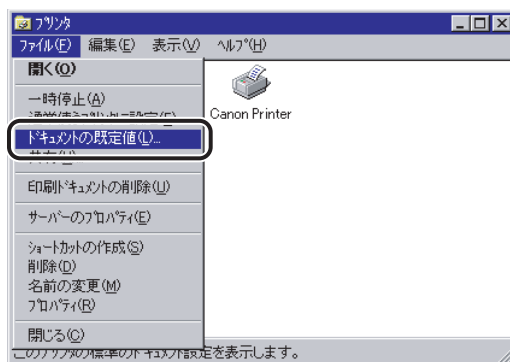 プリンタ
ファイル(F) 編集(E) 表示(V) ヘルプ(H)
開く(O)
一時停止(A)
Canon Printer
ドキュメントの既定値(L)...
印刷ドキュメントの削除(U)
サーバーのプロパティ(E)
ショートカットの作成(S)
削除(D)
名前の変更(M)
プロパティ(R)
閉じる(C)
このプリンタの標準のドキュメント設定を表示します。